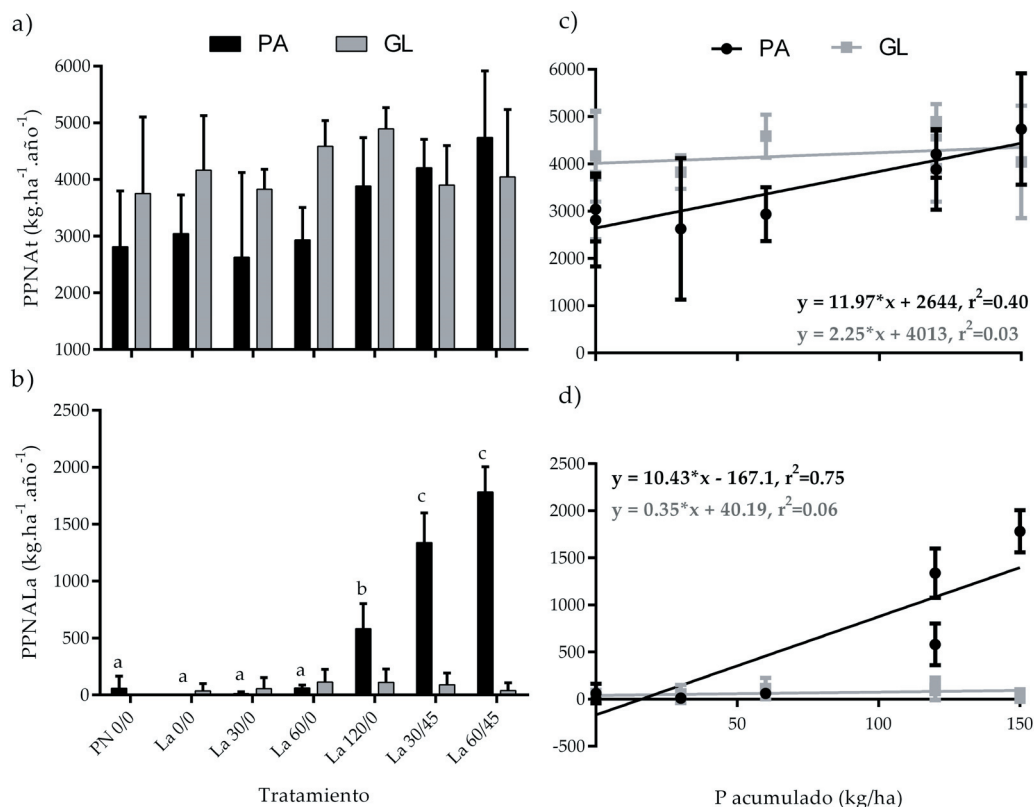 a)
PA
GL
6000
5000
4000
3000
2000
1000
PPNAt (kg.ha⁻¹.año⁻¹)
b)
2500
2000
1500
1000
500
0
PPNALa (kg.ha⁻¹.año⁻¹)
a
a
a
a
b
c
c
PN 0/0
La 0/0
La 30/0
La 60/0
La 120/0
La 30/45
La 60/45
Tratamiento
c)
PA
GL
6000
5000
4000
3000
2000
1000
0
y = 11.97*x + 2644, r²=0.40
y = 2.25*x + 4013, r²=0.03
d)
2500
2000
1500
1000
500
0
-500
y = 10.43*x - 167.1, r²=0.75
y = 0.35*x + 40.19, r²=0.06
50
100
150
P acumulado (kg/ha)